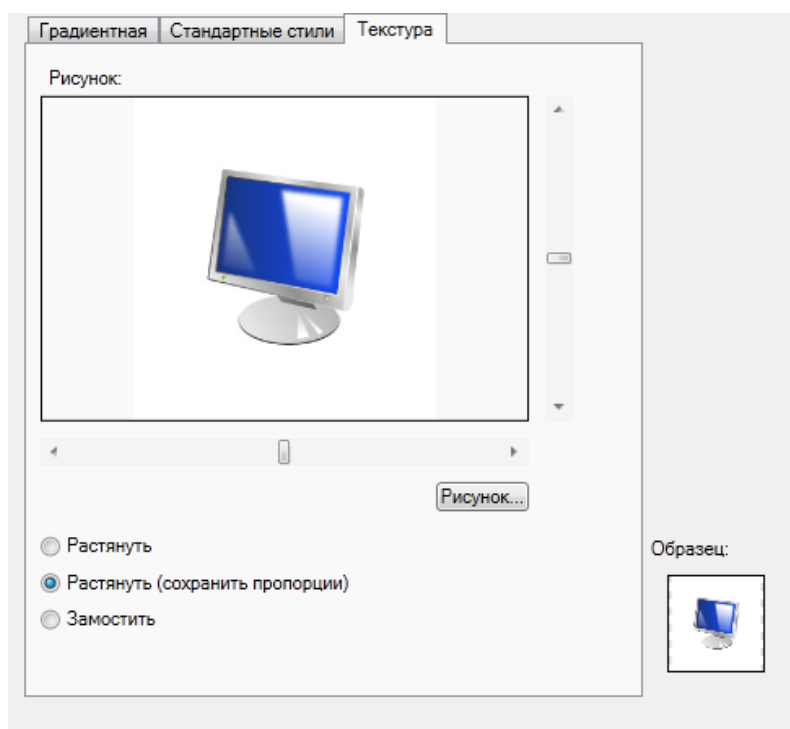 Градиентная Стандартные стили Текстура
Рисунок:
Рисунок...
Растянуть
Растянуть (сохранить пропорции)
Замостить
Образец: